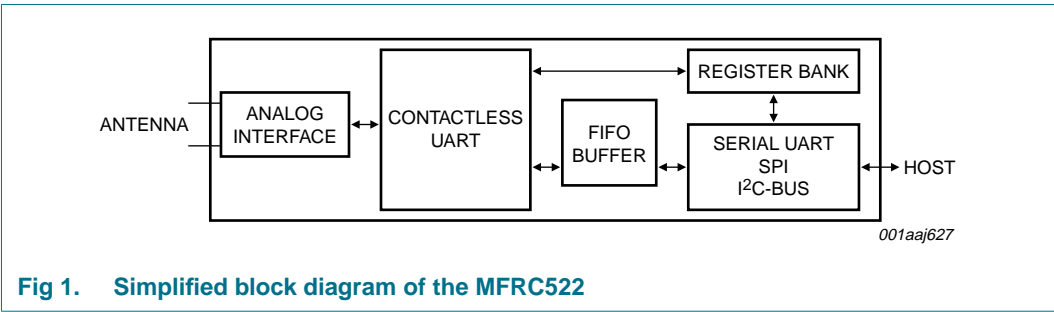 ANTENNA
ANALOG
INTERFACE
CONTACTLESS
UART
FIFO
BUFFER
REGISTER BANK
SERIAL UART
SPI
I²C-BUS
HOST
001aaj627
Fig 1. Simplified block diagram of the MFRC522